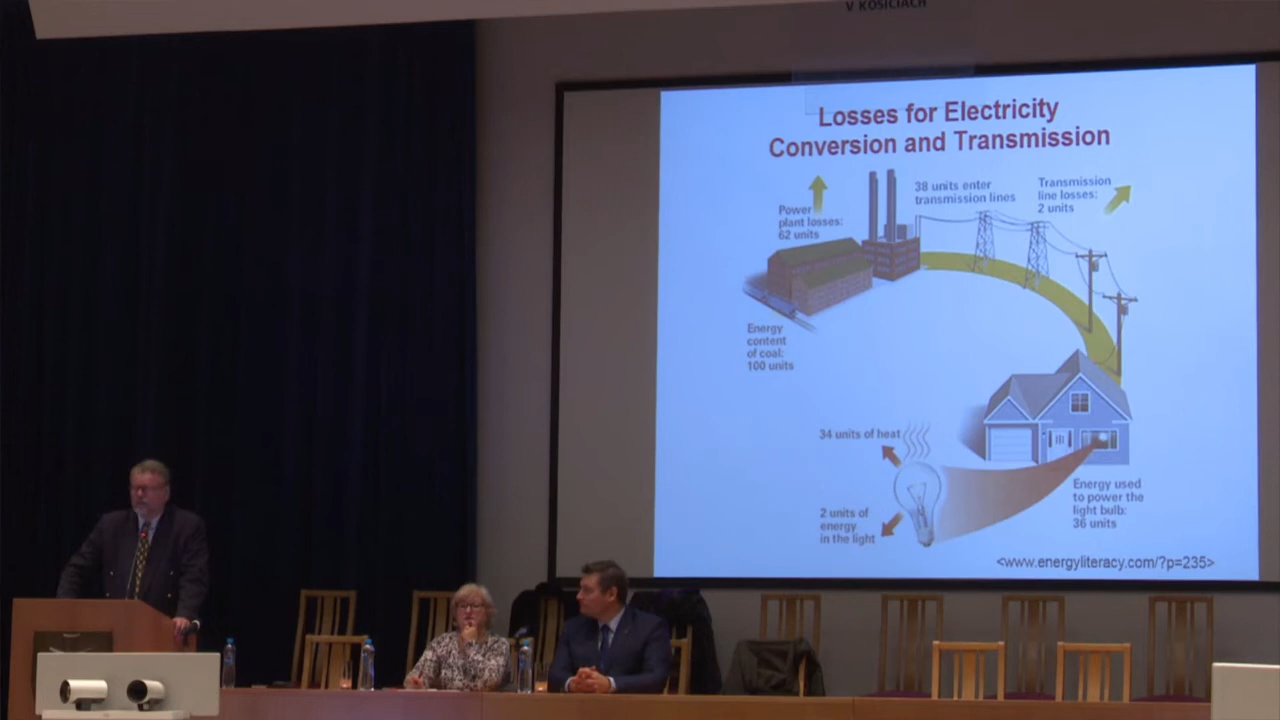 V KOŠICIACH
Losses for Electricity
Conversion and Transmission
38 units enter
transmission lines
Transmission
line losses:
2 units
Power
plant losses:
62 units
Energy
content
of coal:
100 units
34 units of heat
2 units of
energy
in the light
Energy used
to power the
light bulb:
36 units
<www.energyliteracy.com/?p=235>